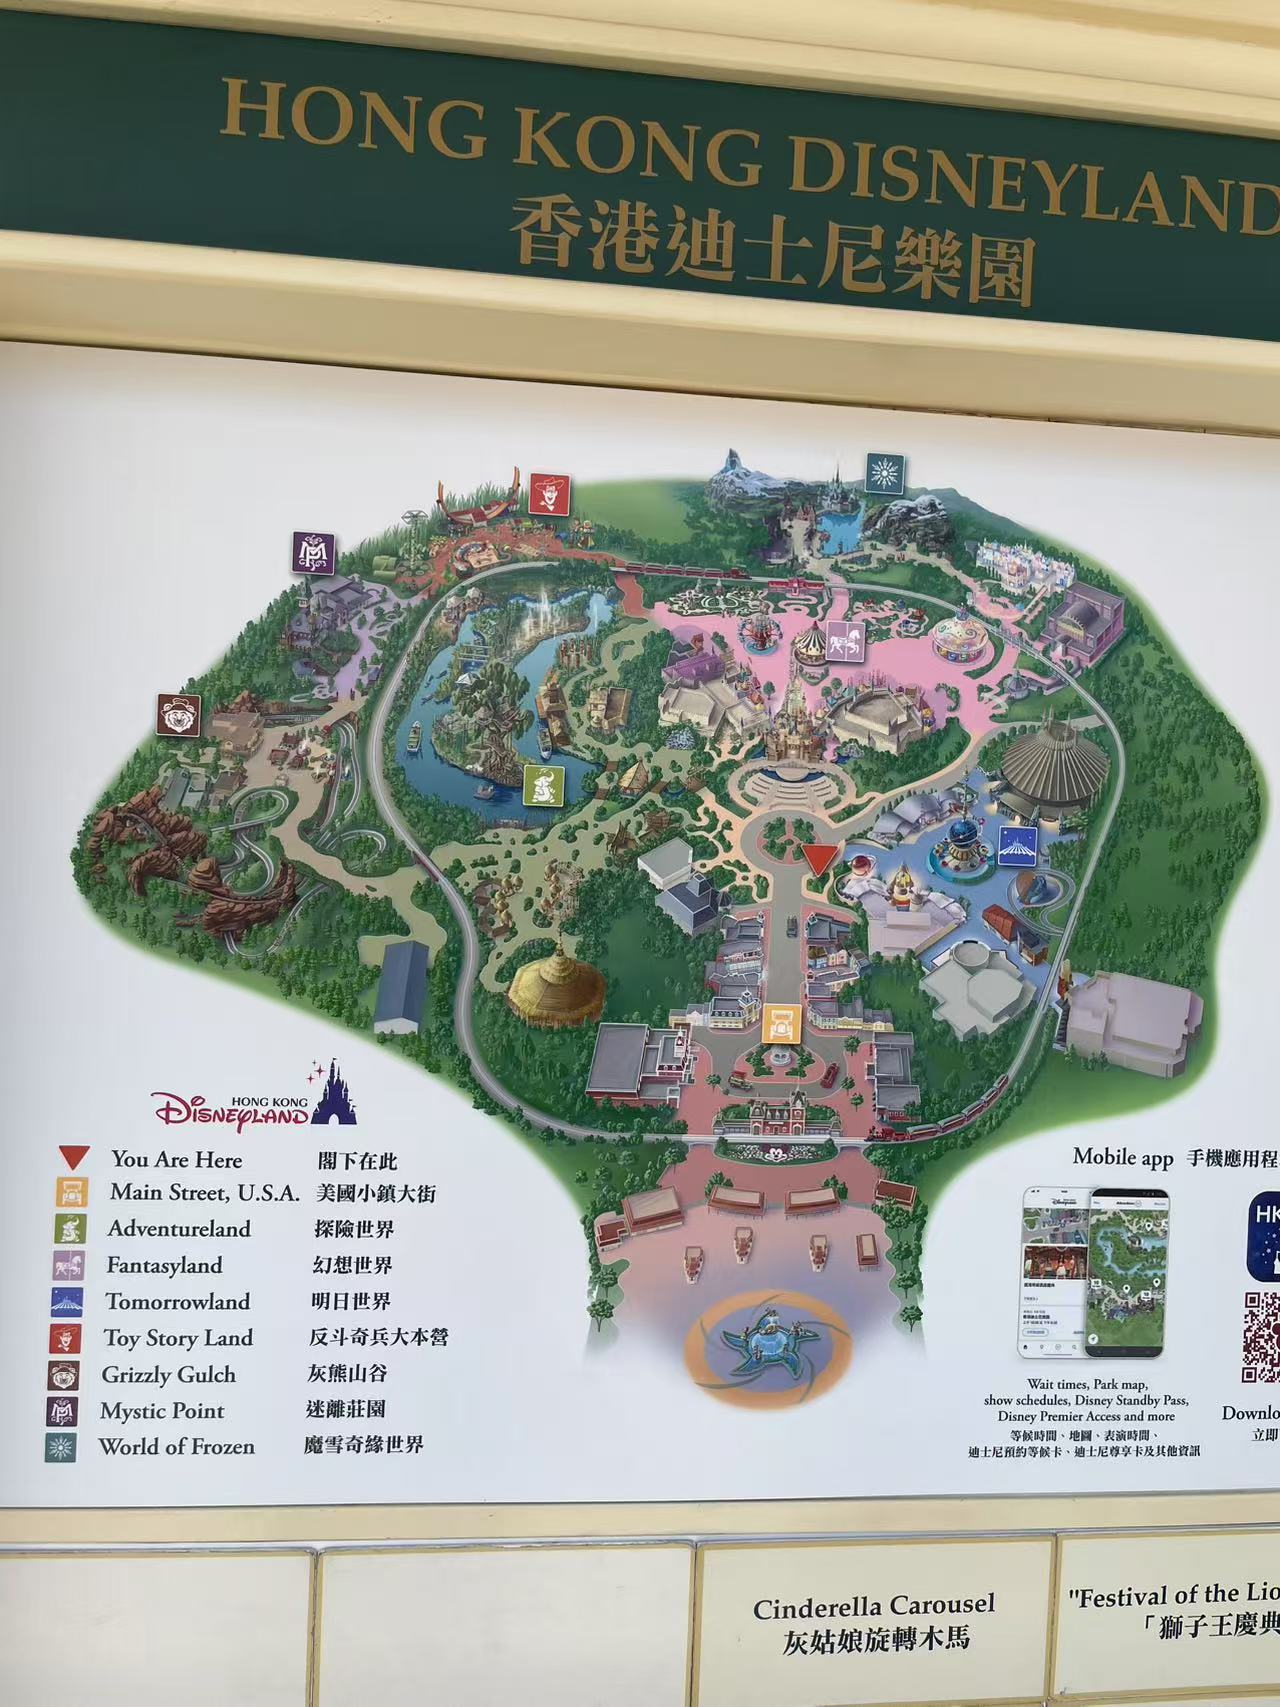 HONG KONG DISNEYLAND
香港迪士尼樂園
HONG KONG
DISNEYLAND
You Are Here 閣下在此
Main Street, U.S.A. 美國小鎮大街
Adventureland 探險世界
Fantasyland 幻想世界
Tomorrowland 明日世界
Toy Story Land 反斗奇兵大本營
Grizzly Gulch 灰熊山谷
Mystic Point 迷離莊園
World of Frozen 魔雪奇緣世界
Mobile app 手機應用程
HK
Wait times, Park map,
show schedules, Disney Standby Pass,
Disney Premier Access and more
等候時間、地圖、表演時間、
迪士尼預約等候卡、迪士尼尊享卡及其他資訊
Downlo
立即
Cinderella Carousel
灰姑娘旋轉木馬
"Festival of the Lio
「獅子王慶典